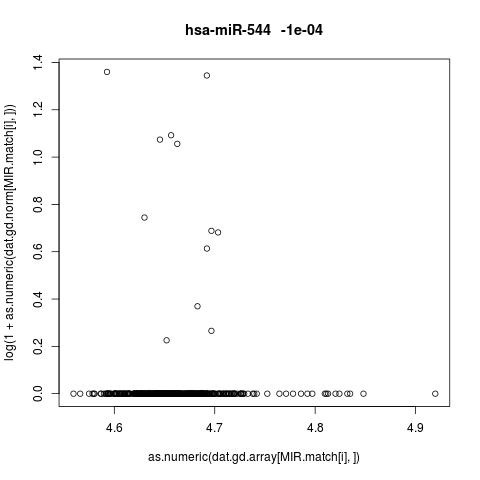 hsa-miR-544 -1e-04
log(1 + as.numeric(dat.gd.norm[MIR.match[i], ]))
1.4
1.2
1.0
0.8
0.6
0.4
0.2
0.0
4.6 4.7 4.8 4.9
as.numeric(dat.gd.array[MIR.match[i], ])